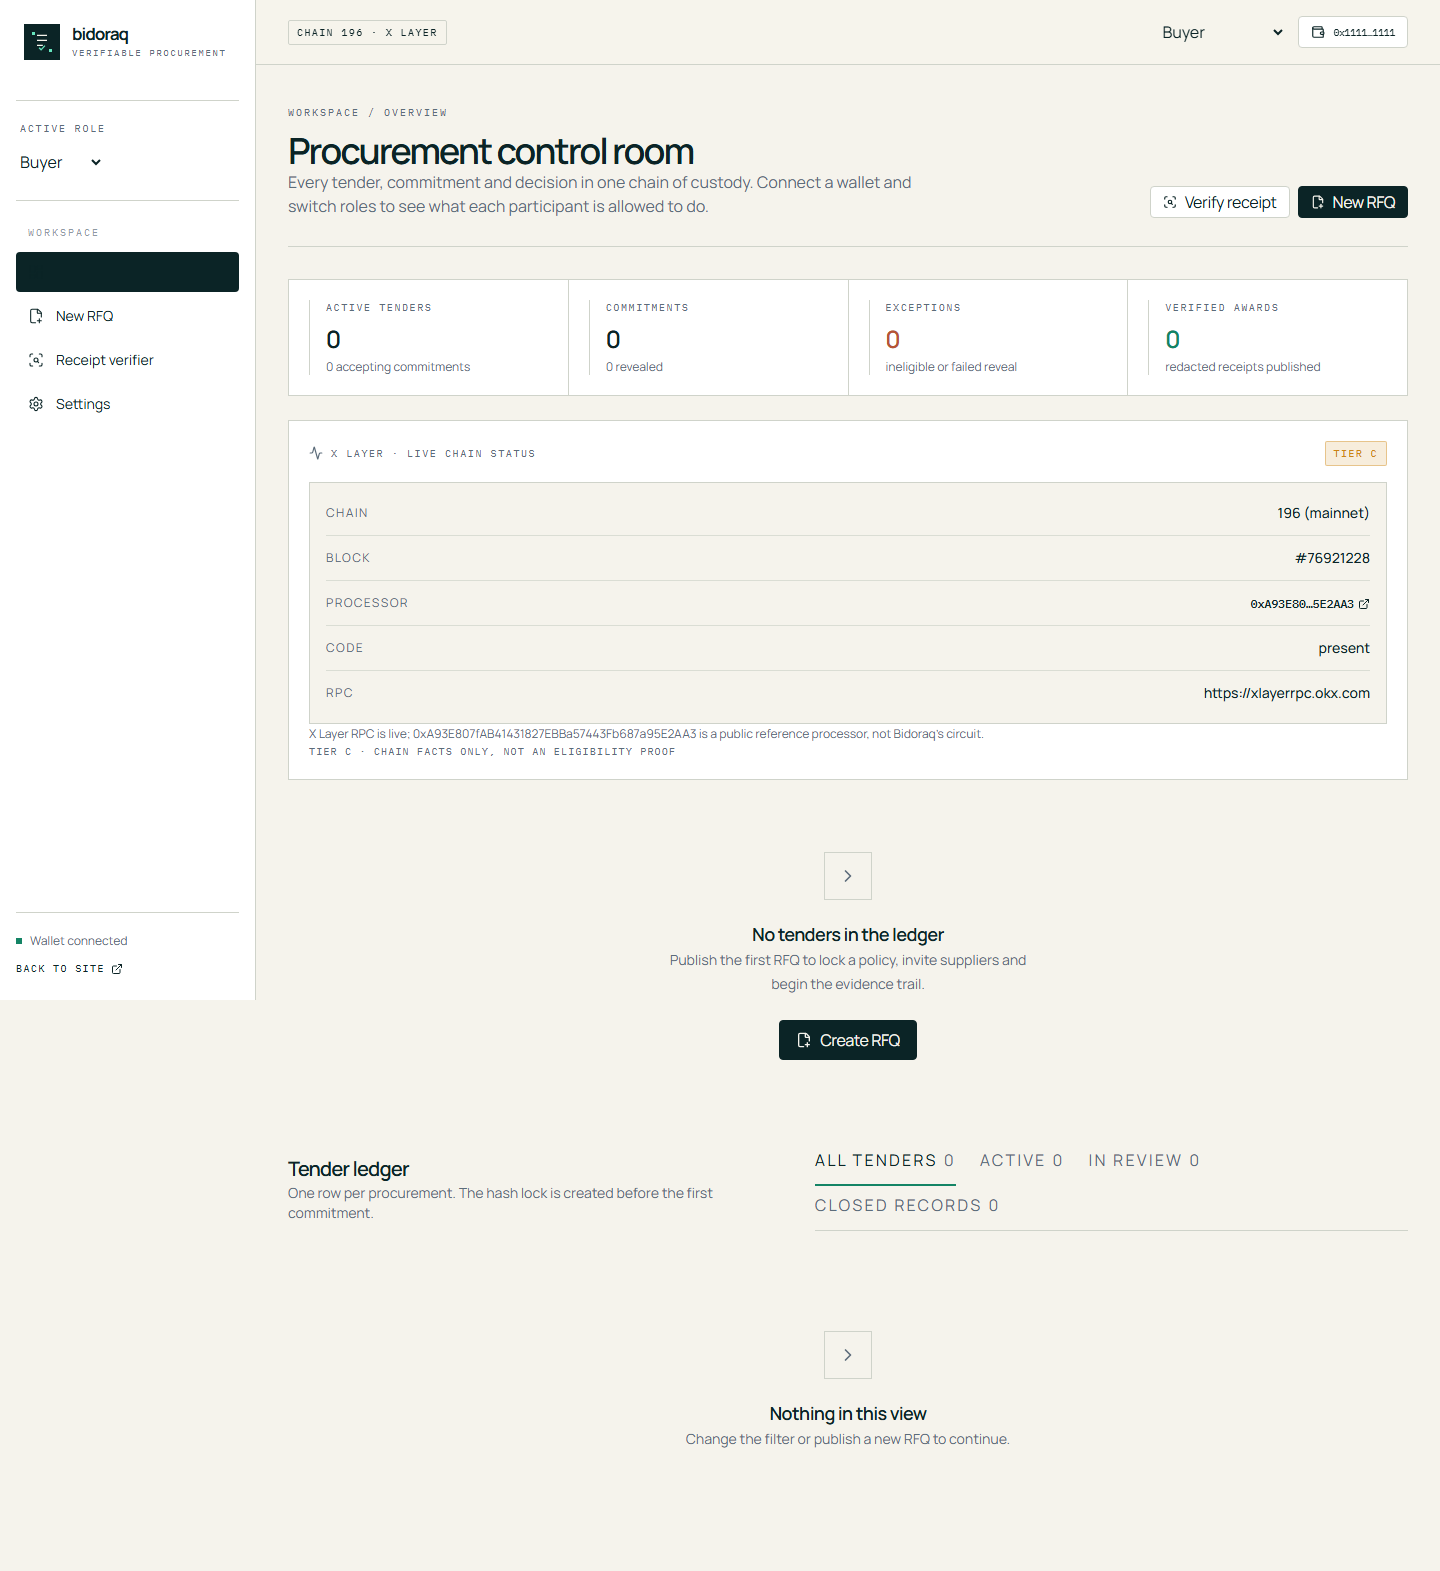 bidoraq
VERIFIABLE PROCUREMENT
ACTIVE ROLE
Buyer
WORKSPACE
New RFQ
Receipt verifier
Settings
Wallet connected
BACK TO SITE
CHAIN 196 · X LAYER
Buyer
0x1111…1111
WORKSPACE / OVERVIEW
Procurement control room
Every tender, commitment and decision in one chain of custody. Connect a wallet and
switch roles to see what each participant is allowed to do.
Verify receipt
New RFQ
ACTIVE TENDERS
0
0 accepting commitments
COMMITMENTS
0
0 revealed
EXCEPTIONS
0
ineligible or failed reveal
VERIFIED AWARDS
0
redacted receipts published
X LAYER · LIVE CHAIN STATUS
TIER C
CHAIN 196 (mainnet)
BLOCK #76921228
PROCESSOR 0xA93E80…5E2AA3
CODE present
RPC https://xlayerrpc.okx.com
X Layer RPC is live; 0xA93E807fAB41431827EBBa57443Fb687a95E2AA3 is a public reference processor, not Bidoraq's circuit.
TIER C · CHAIN FACTS ONLY, NOT AN ELIGIBILITY PROOF
No tenders in the ledger
Publish the first RFQ to lock a policy, invite suppliers and
begin the evidence trail.
Create RFQ
Tender ledger
One row per procurement. The hash lock is created before the first
commitment.
ALL TENDERS 0 ACTIVE 0 IN REVIEW 0
CLOSED RECORDS 0
Nothing in this view
Change the filter or publish a new RFQ to continue.